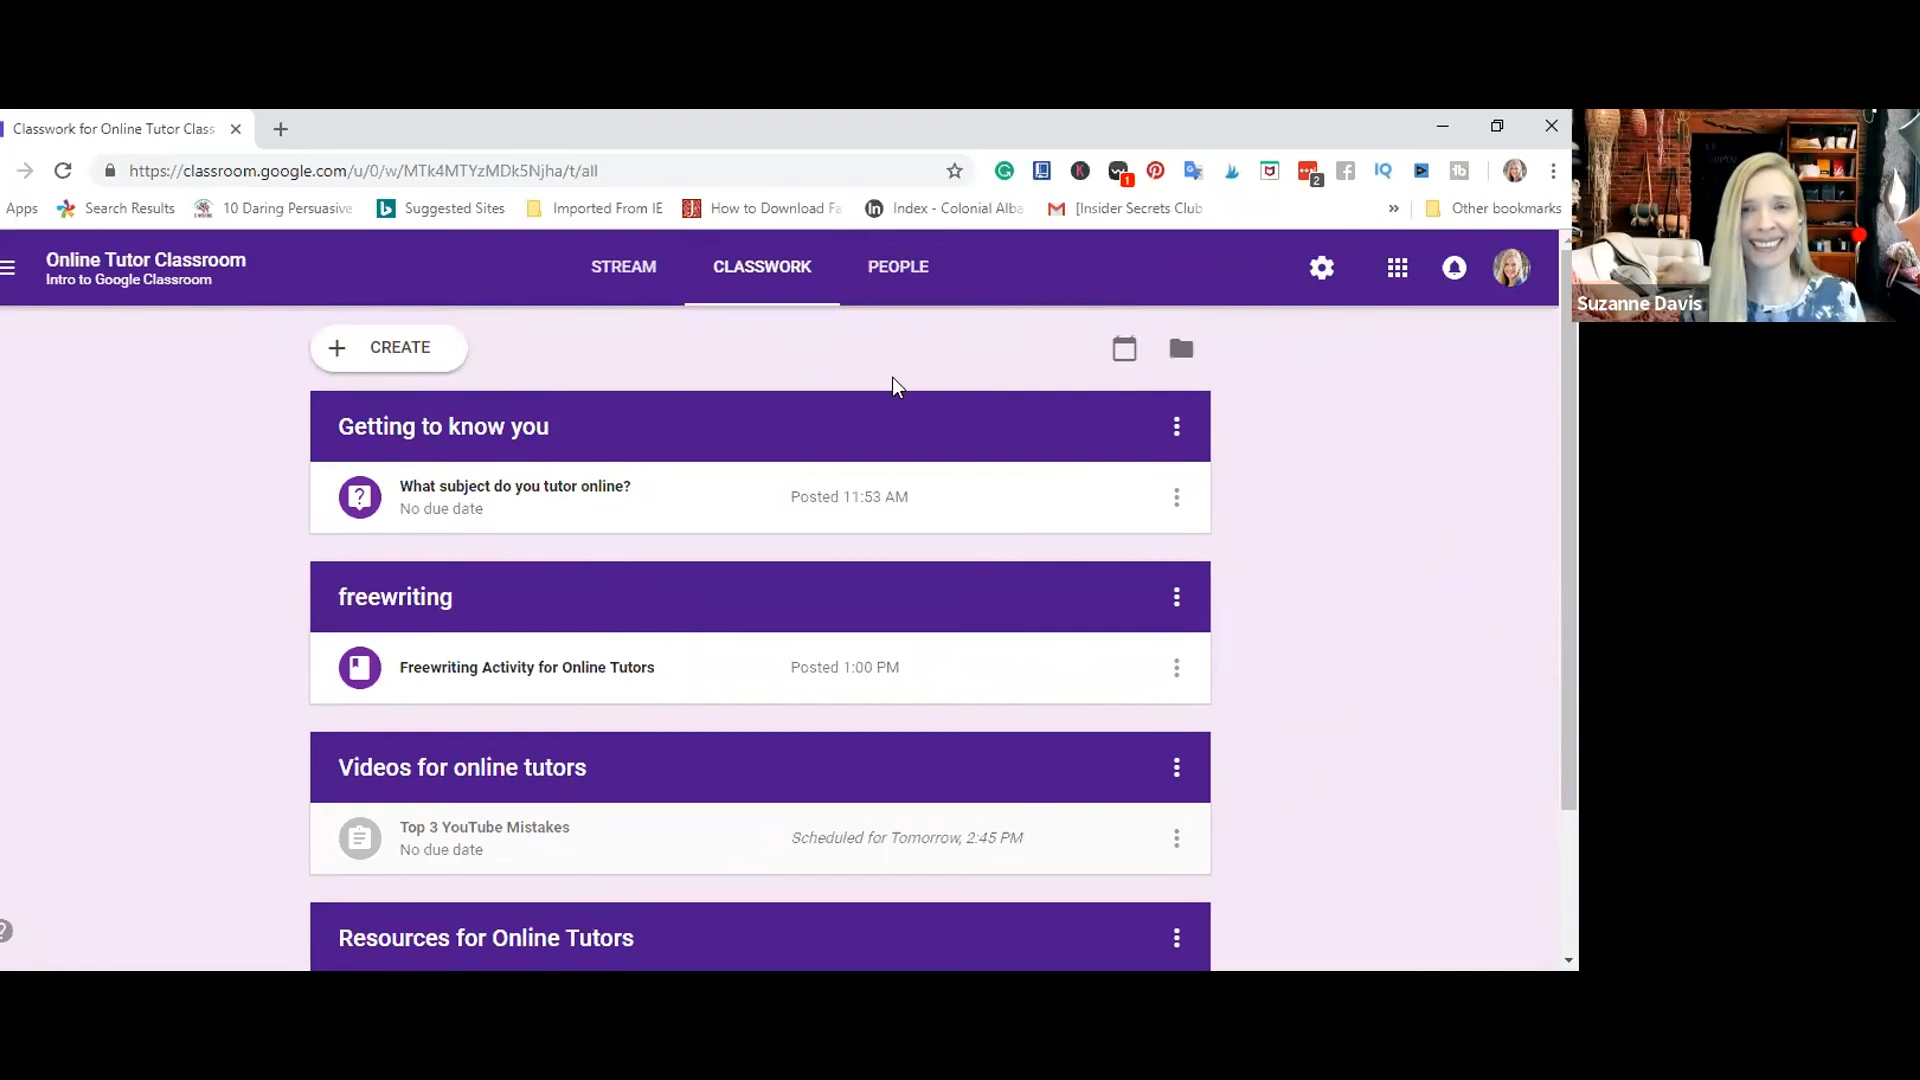 Classwork for Online Tutor Class
https://classroom.google.com/u/0/w/MTk4MTYzMDk5Njha/t/all
1
2
IQ
Apps
Search Results
10 Daring Persuasive
Suggested Sites
Imported From IE
How to Download Fa
Index - Colonial Alba
[Insider Secrets Club
»
Other bookmarks
Online Tutor Classroom
Intro to Google Classroom
STREAM
CLASSWORK
PEOPLE
Suzanne Davis
+ CREATE
Getting to know you
What subject do you tutor online?
No due date
Posted 11:53 AM
freewriting
Freewriting Activity for Online Tutors
Posted 1:00 PM
Videos for online tutors
Top 3 YouTube Mistakes
No due date
Scheduled for Tomorrow, 2:45 PM
Resources for Online Tutors